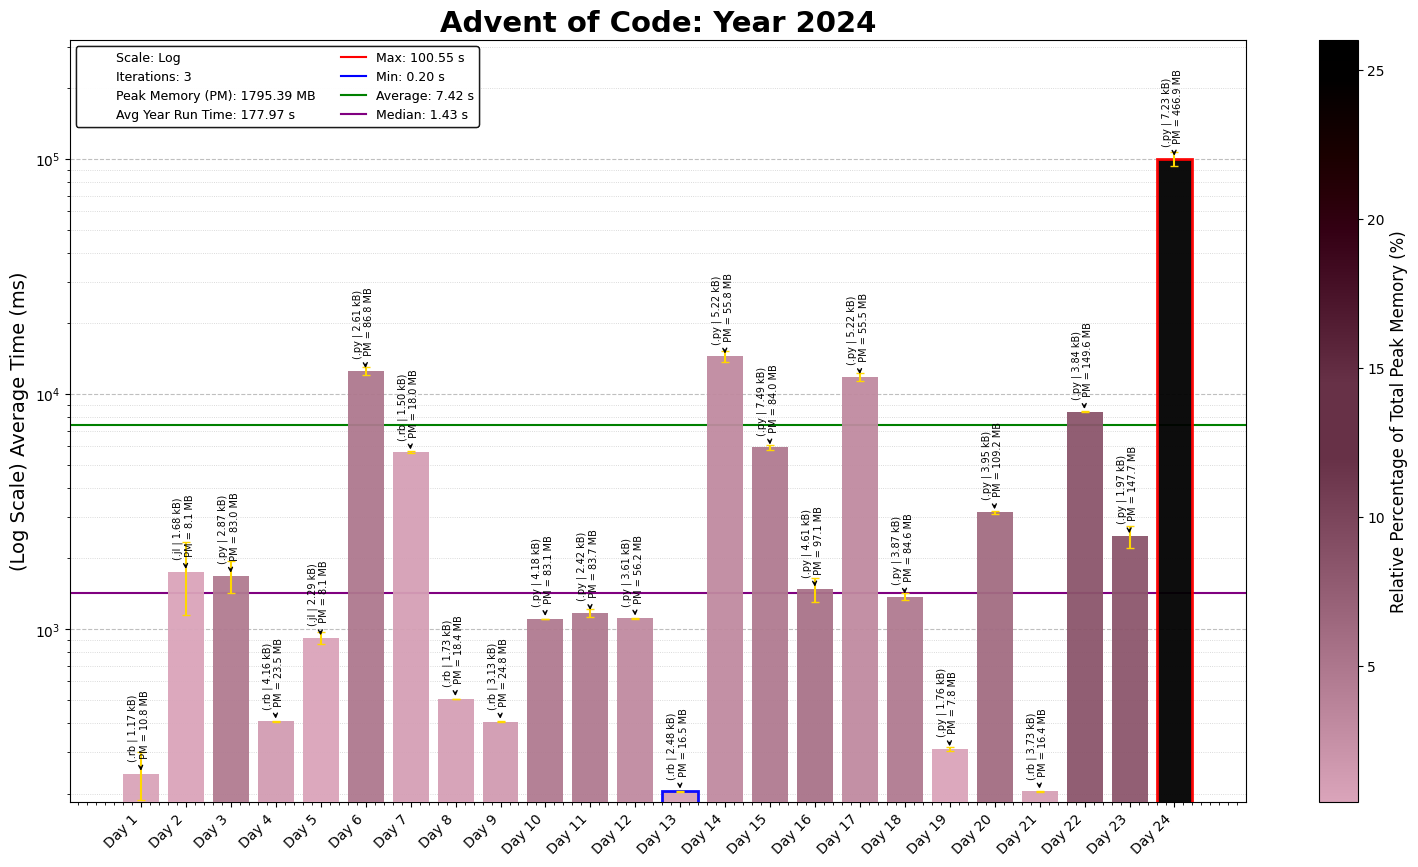 Advent of Code: Year 2024
Scale: Log
Iterations: 3
Peak Memory (PM): 1795.39 MB
Avg Year Run Time: 177.97 s
Max: 100.55 s
Min: 0.20 s
Average: 7.42 s
Median: 1.43 s
(Log Scale) Average Time (ms)
10^5
10^4
10^3
(.rb | 1.17 kB)
PM = 10.8 MB
(.jl | 1.68 kB)
PM = 8.1 MB
(.py | 2.87 kB)
PM = 83.0 MB
(.rb | 4.16 kB)
PM = 23.5 MB
(.jl | 2.29 kB)
PM = 8.1 MB
(.py | 2.61 kB)
PM = 86.8 MB
(.rb | 1.50 kB)
PM = 18.0 MB
(.rb | 1.73 kB)
PM = 18.4 MB
(.rb | 3.13 kB)
PM = 24.8 MB
(.py | 4.18 kB)
PM = 83.1 MB
(.py | 2.42 kB)
PM = 83.7 MB
(.py | 3.61 kB)
PM = 56.2 MB
(.rb | 2.48 kB)
PM = 16.5 MB
(.py | 5.22 kB)
PM = 55.8 MB
(.py | 7.49 kB)
PM = 84.0 MB
(.py | 4.61 kB)
PM = 97.1 MB
(.py | 5.22 kB)
PM = 55.5 MB
(.py | 3.87 kB)
PM = 84.6 MB
(.py | 1.76 kB)
PM = 7.8 MB
(.py | 3.95 kB)
PM = 109.2 MB
(.rb | 3.73 kB)
PM = 16.4 MB
(.py | 3.84 kB)
PM = 149.6 MB
(.py | 1.97 kB)
PM = 147.7 MB
(.py | 7.23 kB)
PM = 466.9 MB
Day 1
Day 2
Day 3
Day 4
Day 5
Day 6
Day 7
Day 8
Day 9
Day 10
Day 11
Day 12
Day 13
Day 14
Day 15
Day 16
Day 17
Day 18
Day 19
Day 20
Day 21
Day 22
Day 23
Day 24
25
20
15
10
5
Relative Percentage of Total Peak Memory (%)